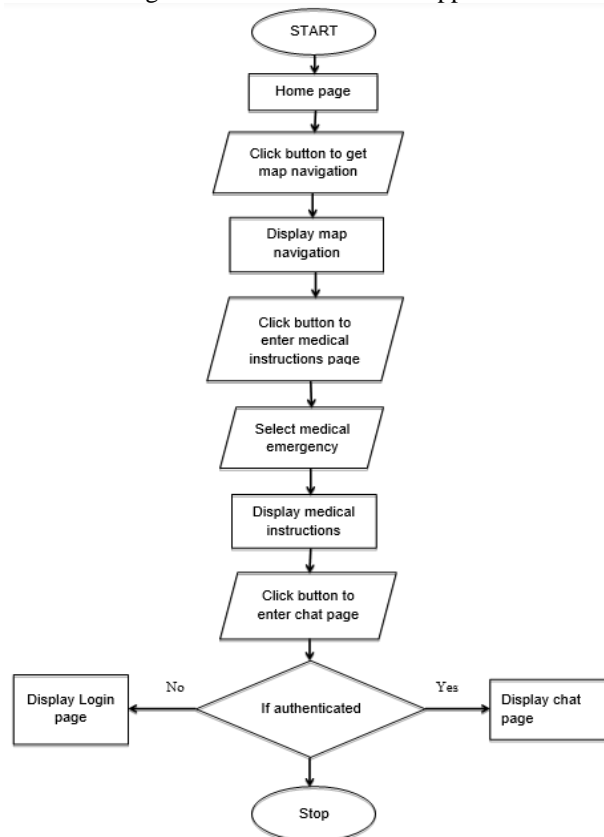 START
Home page
Click button to get
map navigation
Display map
navigation
Click button to
enter medical
instructions page
Select medical
emergency
Display medical
instructions
Click button to
enter chat page
No
Yes
Display Login
page
If authenticated
Display chat
page
Stop